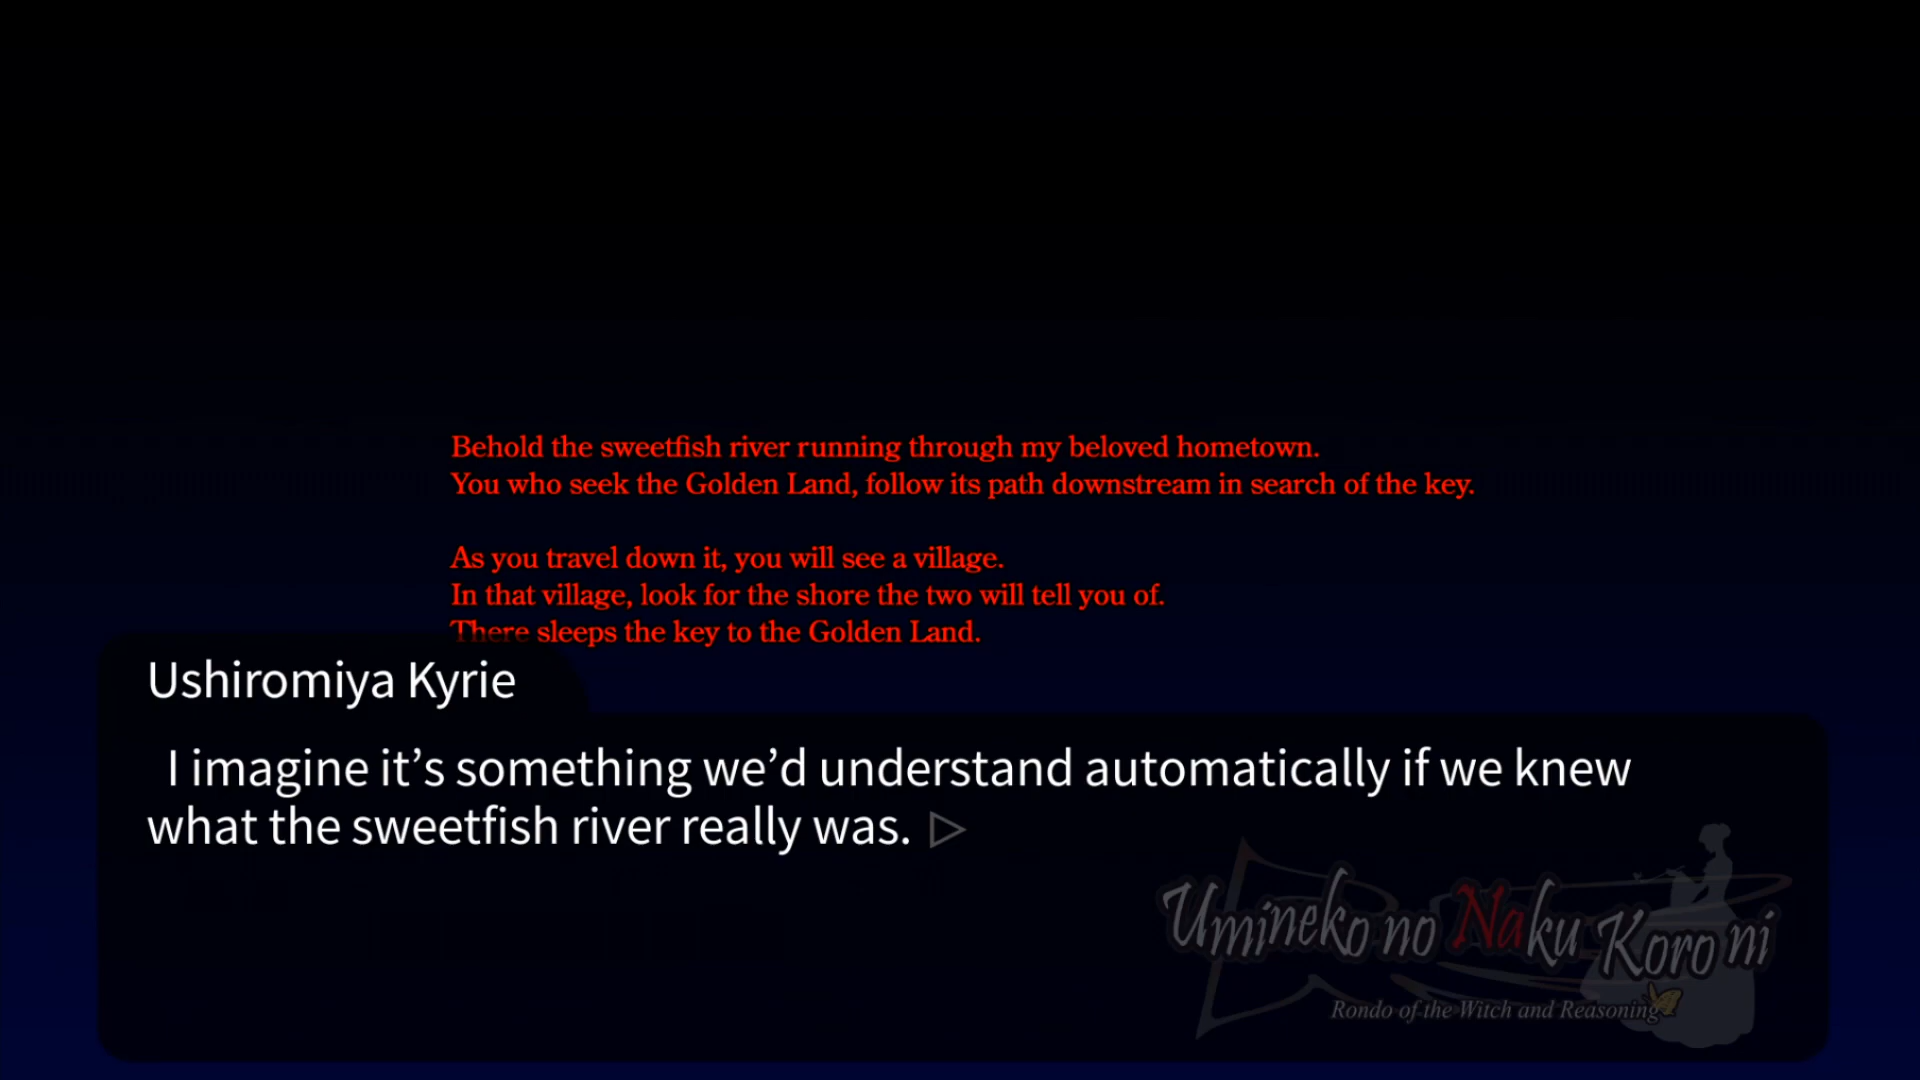 Behold the sweetfish river running through my beloved hometown.
You who seek the Golden Land, follow its path downstream in search of the key.
As you travel down it, you will see a village.
In that village, look for the shore the two will tell you of.
There sleeps the key to the Golden Land.
Ushiromiya Kyrie
I imagine it’s something we’d understand automatically if we knew
what the sweetfish river really was.
Umineko no Naku Koro ni
Rondo of the Witch and Reasoning